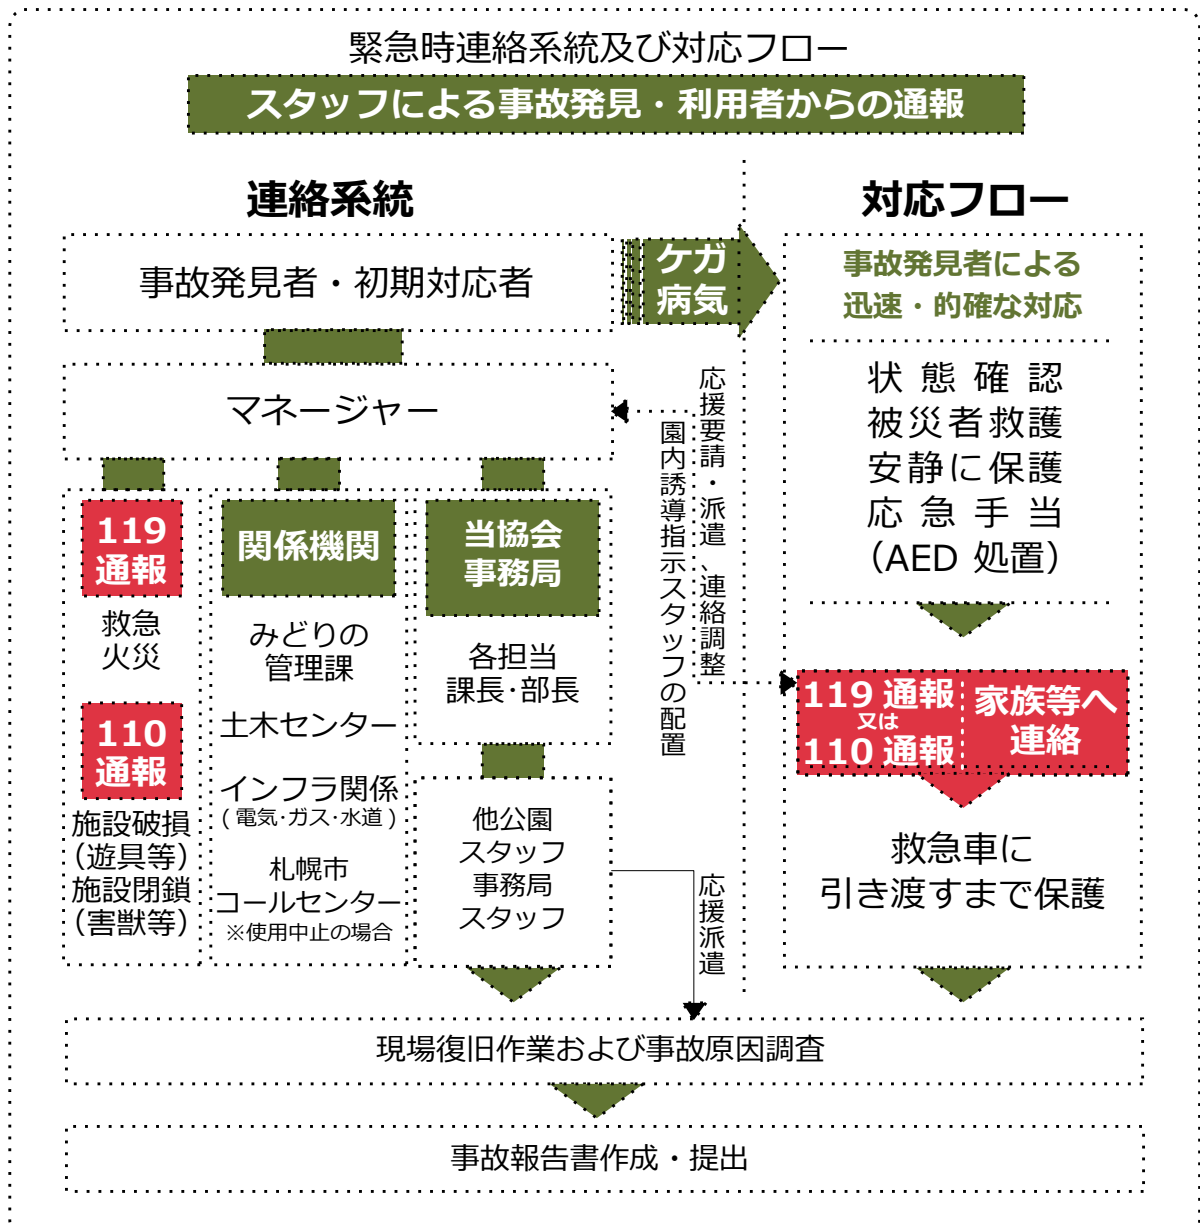 緊急時連絡系統及び対応フロー
スタッフによる事故発見・利用者からの通報
連絡系統
事故発見者・初期対応者
ケガ
病気
マネージャー
119
通報
救急
火災
110
通報
施設破損
（遊具等）
施設閉鎖
（害獣等）
関係機関
みどりの
管理課
土木センター
インフラ関係
(電気･ガス･水道)
札幌市
コールセンター
※使用中止の場合
当協会
事務局
各担当
課長･部長
他公園
スタッフ
事務局
スタッフ
応援要請・派遣、連絡調整
園内誘導指示スタッフの配置
応援派遣
対応フロー
事故発見者による
迅速・的確な対応
状態確認
被災者救護
安静に保護
応急手当
（AED 処置）
119 通報
又は
110 通報
家族等へ
連絡
救急車に
引き渡すまで保護
現場復旧作業および事故原因調査
事故報告書作成・提出